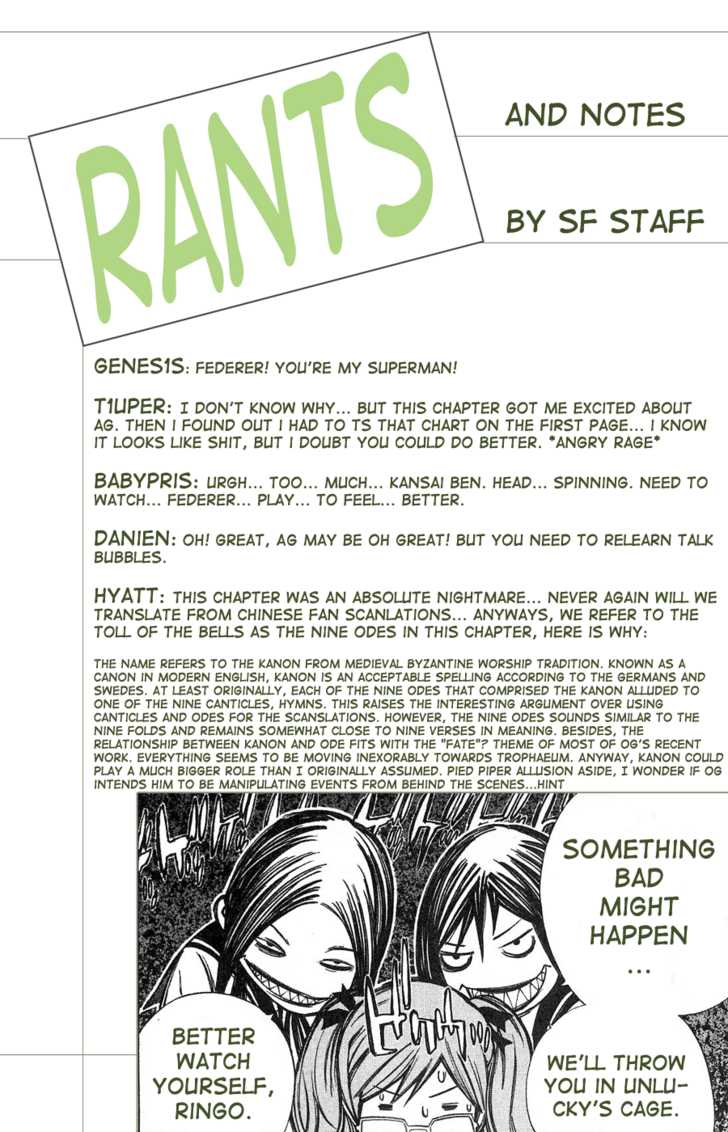 RANTS
AND NOTES
BY SF STAFF
GENES1S: FEDERER! YOU'RE MY SUPERMAN!
T1UPER: I DON'T KNOW WHY... BUT THIS CHAPTER GOT ME EXCITED ABOUT
AG. THEN I FOUND OUT I HAD TO TS THAT CHART ON THE FIRST PAGE... I KNOW
IT LOOKS LIKE SHIT, BUT I DOUBT YOU COULD DO BETTER. *ANGRY RAGE*
BABYPRIS: URGH... TOO... MUCH... KANSAI BEN. HEAD... SPINNING. NEED TO
WATCH... FEDERER... PLAY... TO FEEL... BETTER.
DANIEN: OH! GREAT, AG MAY BE OH GREAT! BUT YOU NEED TO RELEARN TALK
BUBBLES.
HYATT: THIS CHAPTER WAS AN ABSOLUTE NIGHTMARE... NEVER AGAIN WILL WE
TRANSLATE FROM CHINESE FAN SCANLATIONS... ANYWAYS, WE REFER TO THE
TOLL OF THE BELLS AS THE NINE ODES IN THIS CHAPTER, HERE IS WHY:
THE NAME REFERS TO THE KANON FROM MEDIEVAL BYZANTINE WORSHIP TRADITION. KNOWN AS A
CANON IN MODERN ENGLISH, KANON IS AN ACCEPTABLE SPELLING ACCORDING TO THE GERMANS AND
SWEDES. AT LEAST ORIGINALLY, EACH OF THE NINE ODES THAT COMPRISED THE KANON ALLUDED TO
ONE OF THE NINE CANTICLES, HYMNS. THIS RAISES THE INTERESTING ARGUMENT OVER USING
CANTICLES AND ODES FOR THE SCANSLATIONS. HOWEVER, THE NINE ODES SOUNDS SIMILAR TO THE
NINE FOLDS AND REMAINS SOMEWHAT CLOSE TO NINE VERSES IN MEANING. BESIDES, THE
RELATIONSHIP BETWEEN KANON AND ODE FITS WITH THE "FATE"? THEME OF MOST OF OG'S RECENT
WORK. EVERYTHING SEEMS TO BE MOVING INEXORABLY TOWARDS TROPHAEUM. ANYWAY, KANON COULD
PLAY A MUCH BIGGER ROLE THAN I ORIGINALLY ASSUMED. PIED PIPER ALLUSION ASIDE, I WONDER IF OG
INTENDS HIM TO BE MANIPULATING EVENTS FROM BEHIND THE SCENES...HINT
SOMETHING
BAD
MIGHT
HAPPEN
...
BETTER
WATCH
YOURSELF,
RINGO.
WE'LL THROW
YOU IN UNLU-
CKY'S CAGE.